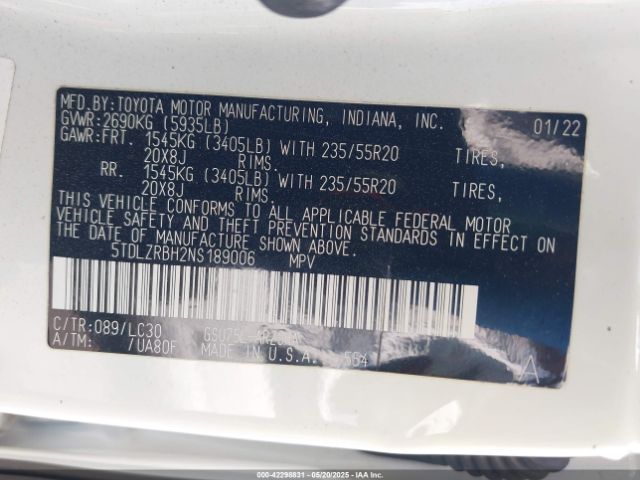 MFD.BY:TOYOTA MOTOR MANUFACTURING, INDIANA, INC. 01/22
GVWR:2690KG (5935LB)
GAWR:FRT. 1545KG (3405LB) WITH 235/55R20 TIRES,
20X8J RIMS.
RR. 1545KG (3405LB) WITH 235/55R20 TIRES,
20X8J RIMS.
THIS VEHICLE CONFORMS TO ALL APPLICABLE FEDERAL MOTOR
VEHICLE SAFETY AND THEFT PREVENTION STANDARDS IN EFFECT ON
THE DATE OF MANUFACTURE SHOWN ABOVE.
5TDLZRBH2NS189006 MPV
C/TR:089/LC30
A/TM: /UA80F MADE IN U.S.A. 554
A
000-42298831 - 05/20/2025 - IAAI.COM